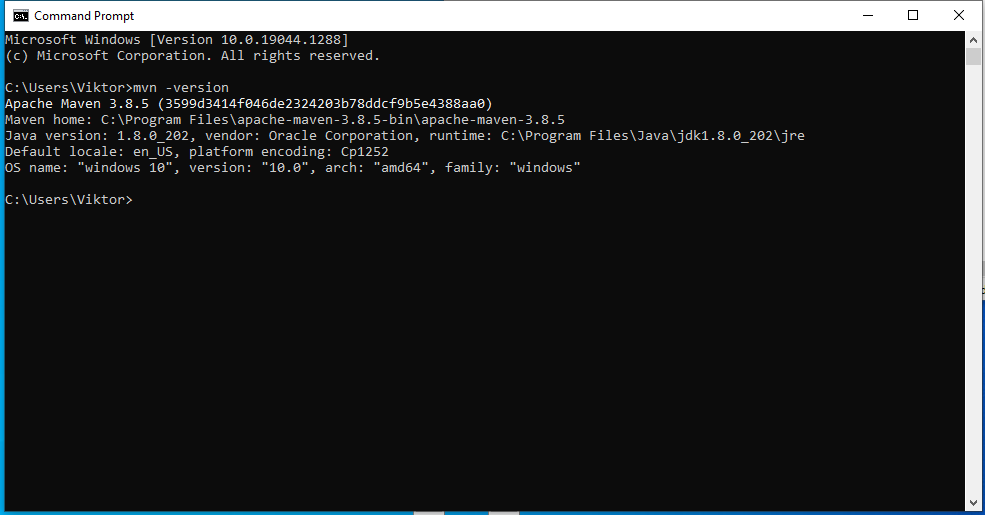 Command Prompt
Microsoft Windows [Version 10.0.19044.1288]
(c) Microsoft Corporation. All rights reserved.
C:\Users\Viktor>mvn -version
Apache Maven 3.8.5 (3599d3414f046de2324203b78ddcf9b5e4388aa0)
Maven home: C:\Program Files\apache-maven-3.8.5-bin\apache-maven-3.8.5
Java version: 1.8.0_202, vendor: Oracle Corporation, runtime: C:\Program Files\Java\jdk1.8.0_202\jre
Default locale: en_US, platform encoding: Cp1252
OS name: "windows 10", version: "10.0", arch: "amd64", family: "windows"
C:\Users\Viktor>